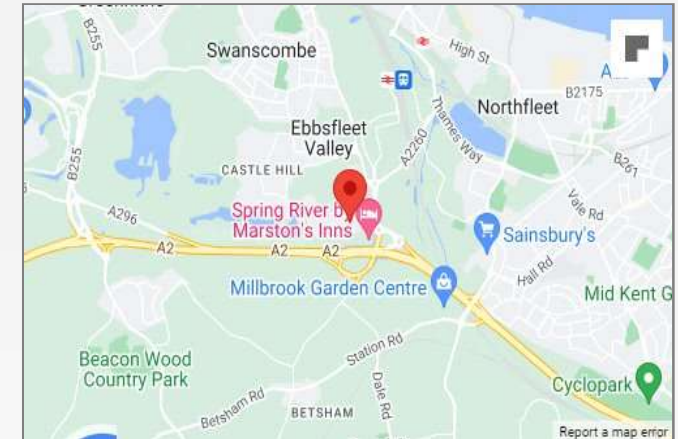 B255
Swanscombe
High St
B2175
Northfleet
Ebbsfleet
Valley
A2260
Thames Way
B261
CASTLE HILL
B255
Vale Rd
A296
Spring River b
Marston's Inns
Sainsbury's
A2
A2
A2
Hall Rd
Millbrook Garden Centre
Mid Kent G
Station Rd
Beacon Wood
Country Park
Dale Rd
Cyclopark
Betsham Rd
BETSHAM
Report a map error